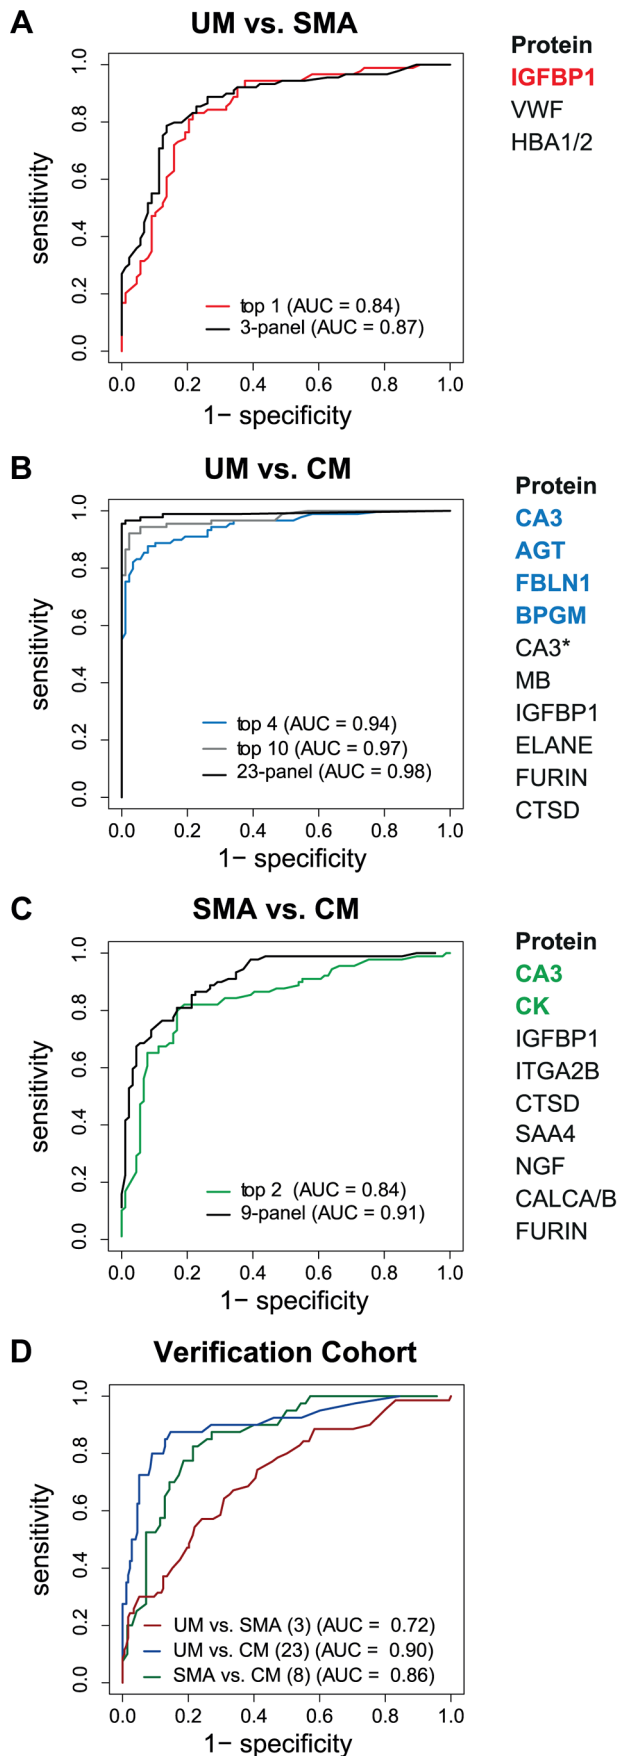 A
UM vs. SMA
1.0
0.8
0.6
0.4
0.2
0.0
sensitivity
top 1 (AUC = 0.84)
3-panel (AUC = 0.87)
0.0 0.2 0.4 0.6 0.8 1.0
1− specificity
Protein
IGFBP1
VWF
HBA1/2
B
UM vs. CM
1.0
0.8
0.6
0.4
0.2
0.0
sensitivity
top 4 (AUC = 0.94)
top 10 (AUC = 0.97)
23-panel (AUC = 0.98)
0.0 0.2 0.4 0.6 0.8 1.0
1− specificity
Protein
CA3
AGT
FBLN1
BPGM
CA3*
MB
IGFBP1
ELANE
FURIN
CTSD
C
SMA vs. CM
1.0
0.8
0.6
0.4
0.2
0.0
sensitivity
top 2 (AUC = 0.84)
9-panel (AUC = 0.91)
0.0 0.2 0.4 0.6 0.8 1.0
1− specificity
Protein
CA3
CK
IGFBP1
ITGA2B
CTSD
SAA4
NGF
CALCA/B
FURIN
D
Verification Cohort
1.0
0.8
0.6
0.4
0.2
0.0
sensitivity
UM vs. SMA (3) (AUC = 0.72)
UM vs. CM (23) (AUC = 0.90)
SMA vs. CM (8) (AUC = 0.86)
0.0 0.2 0.4 0.6 0.8 1.0
1− specificity